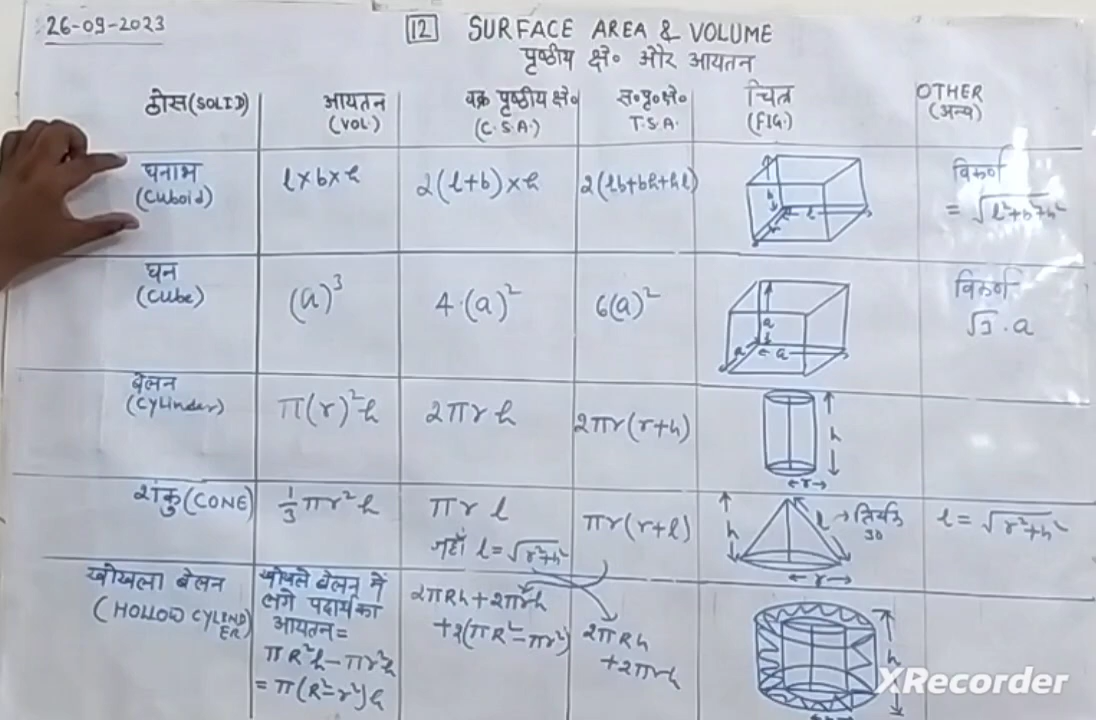 26-09-2023
12 SURFACE AREA & VOLUME
पृष्ठीय क्षे० और आयतन
ठोस(SOLID) आयतन (VOL.) वक्र पृष्ठीय क्षे० (C.S.A.) स०पृ०क्षे० T.S.A. चित्र (FIG.) OTHER (अन्य)
घनाभ (Cuboid) l×b×h 2(l+b)×h 2(lb+bh+hl) h l विकर्ण = √l²+b²+h²
घन (Cube) (a)³ 4·(a)² 6(a)² a a a विकर्ण √3·a
बेलन (CYLinder) π(r)²h 2πrh 2πr(r+h) h r
शंकु(CONE) 1/3 πr²h πrl जहाँ l=√r²+h² πr(r+l) h l r l=√r²+h²
खोखला बेलन (HOLLOW CYLINDER)
खोखले बेलन में
लगे पदार्थ का
आयतन=
πR²h-πr²h
=π(R²-r²)h
2πRh+2πrh
+2(πR²-πr²)
2πRh
+2πrh
h
XRecorder